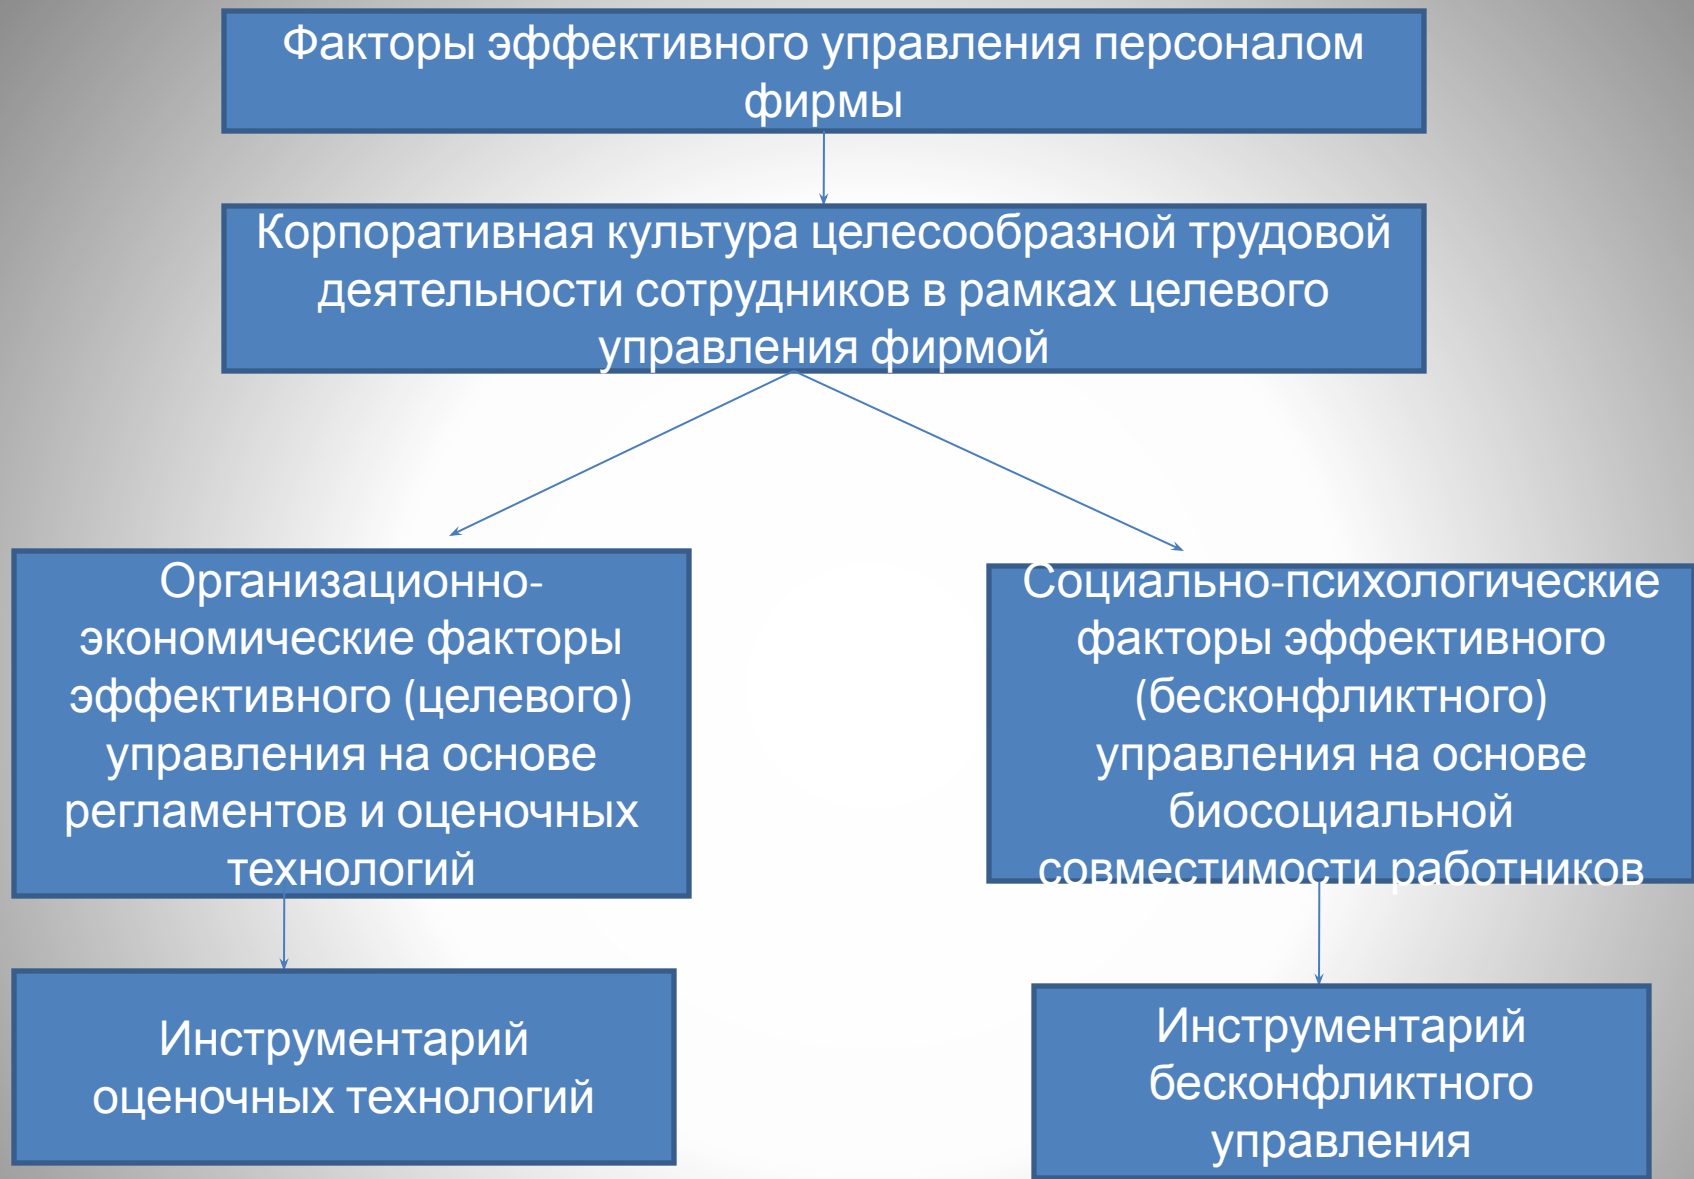 Факторы эффективного управления персоналом
фирмы
Корпоративная культура целесообразной трудовой
деятельности сотрудников в рамках целевого
управления фирмой
Организационно-
экономические факторы
эффективного (целевого)
управления на основе
регламентов и оценочных
технологий
Социально-психологические
факторы эффективного
(бесконфликтного)
управления на основе
биосоциальной
совместимости работников
Инструментарий
оценочных технологий
Инструментарий
бесконфликтного
управления